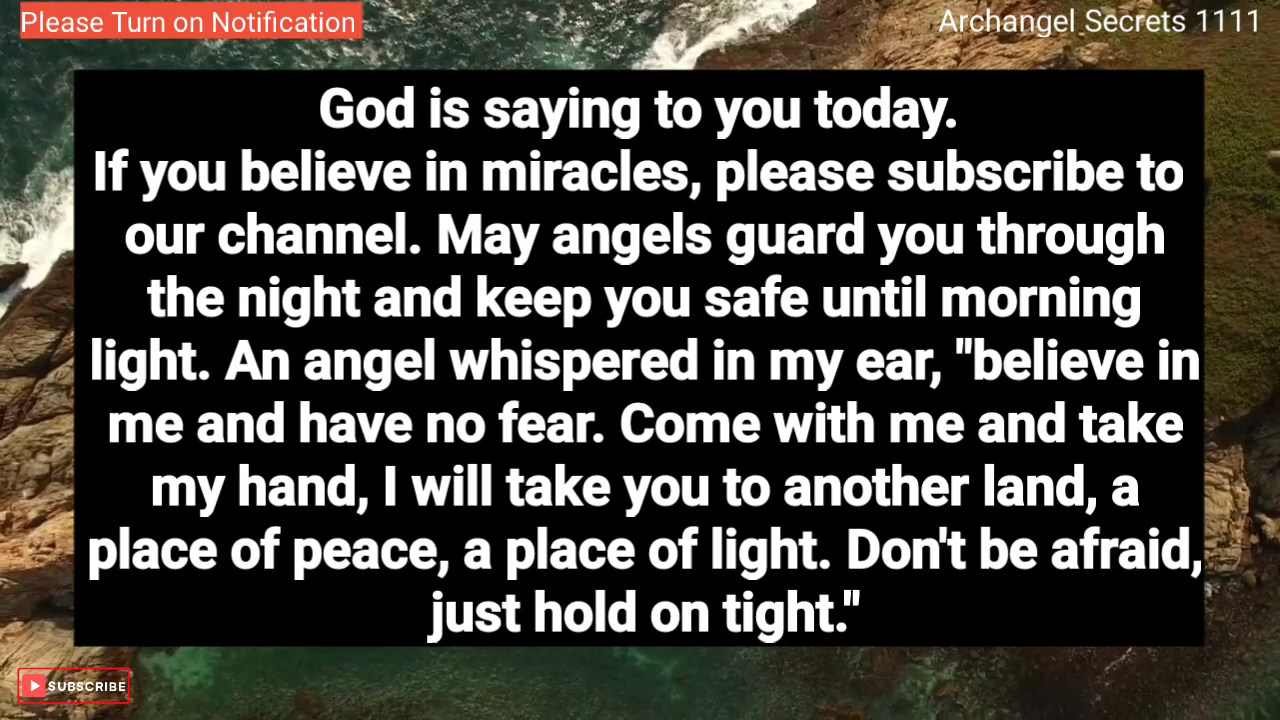 Please Turn on Notification
Archangel Secrets 1111
God is saying to you today.
If you believe in miracles, please subscribe to
our channel. May angels guard you through
the night and keep you safe until morning
light. An angel whispered in my ear, "believe in
me and have no fear. Come with me and take
my hand, I will take you to another land, a
place of peace, a place of light. Don't be afraid,
just hold on tight."
SUBSCRIBE